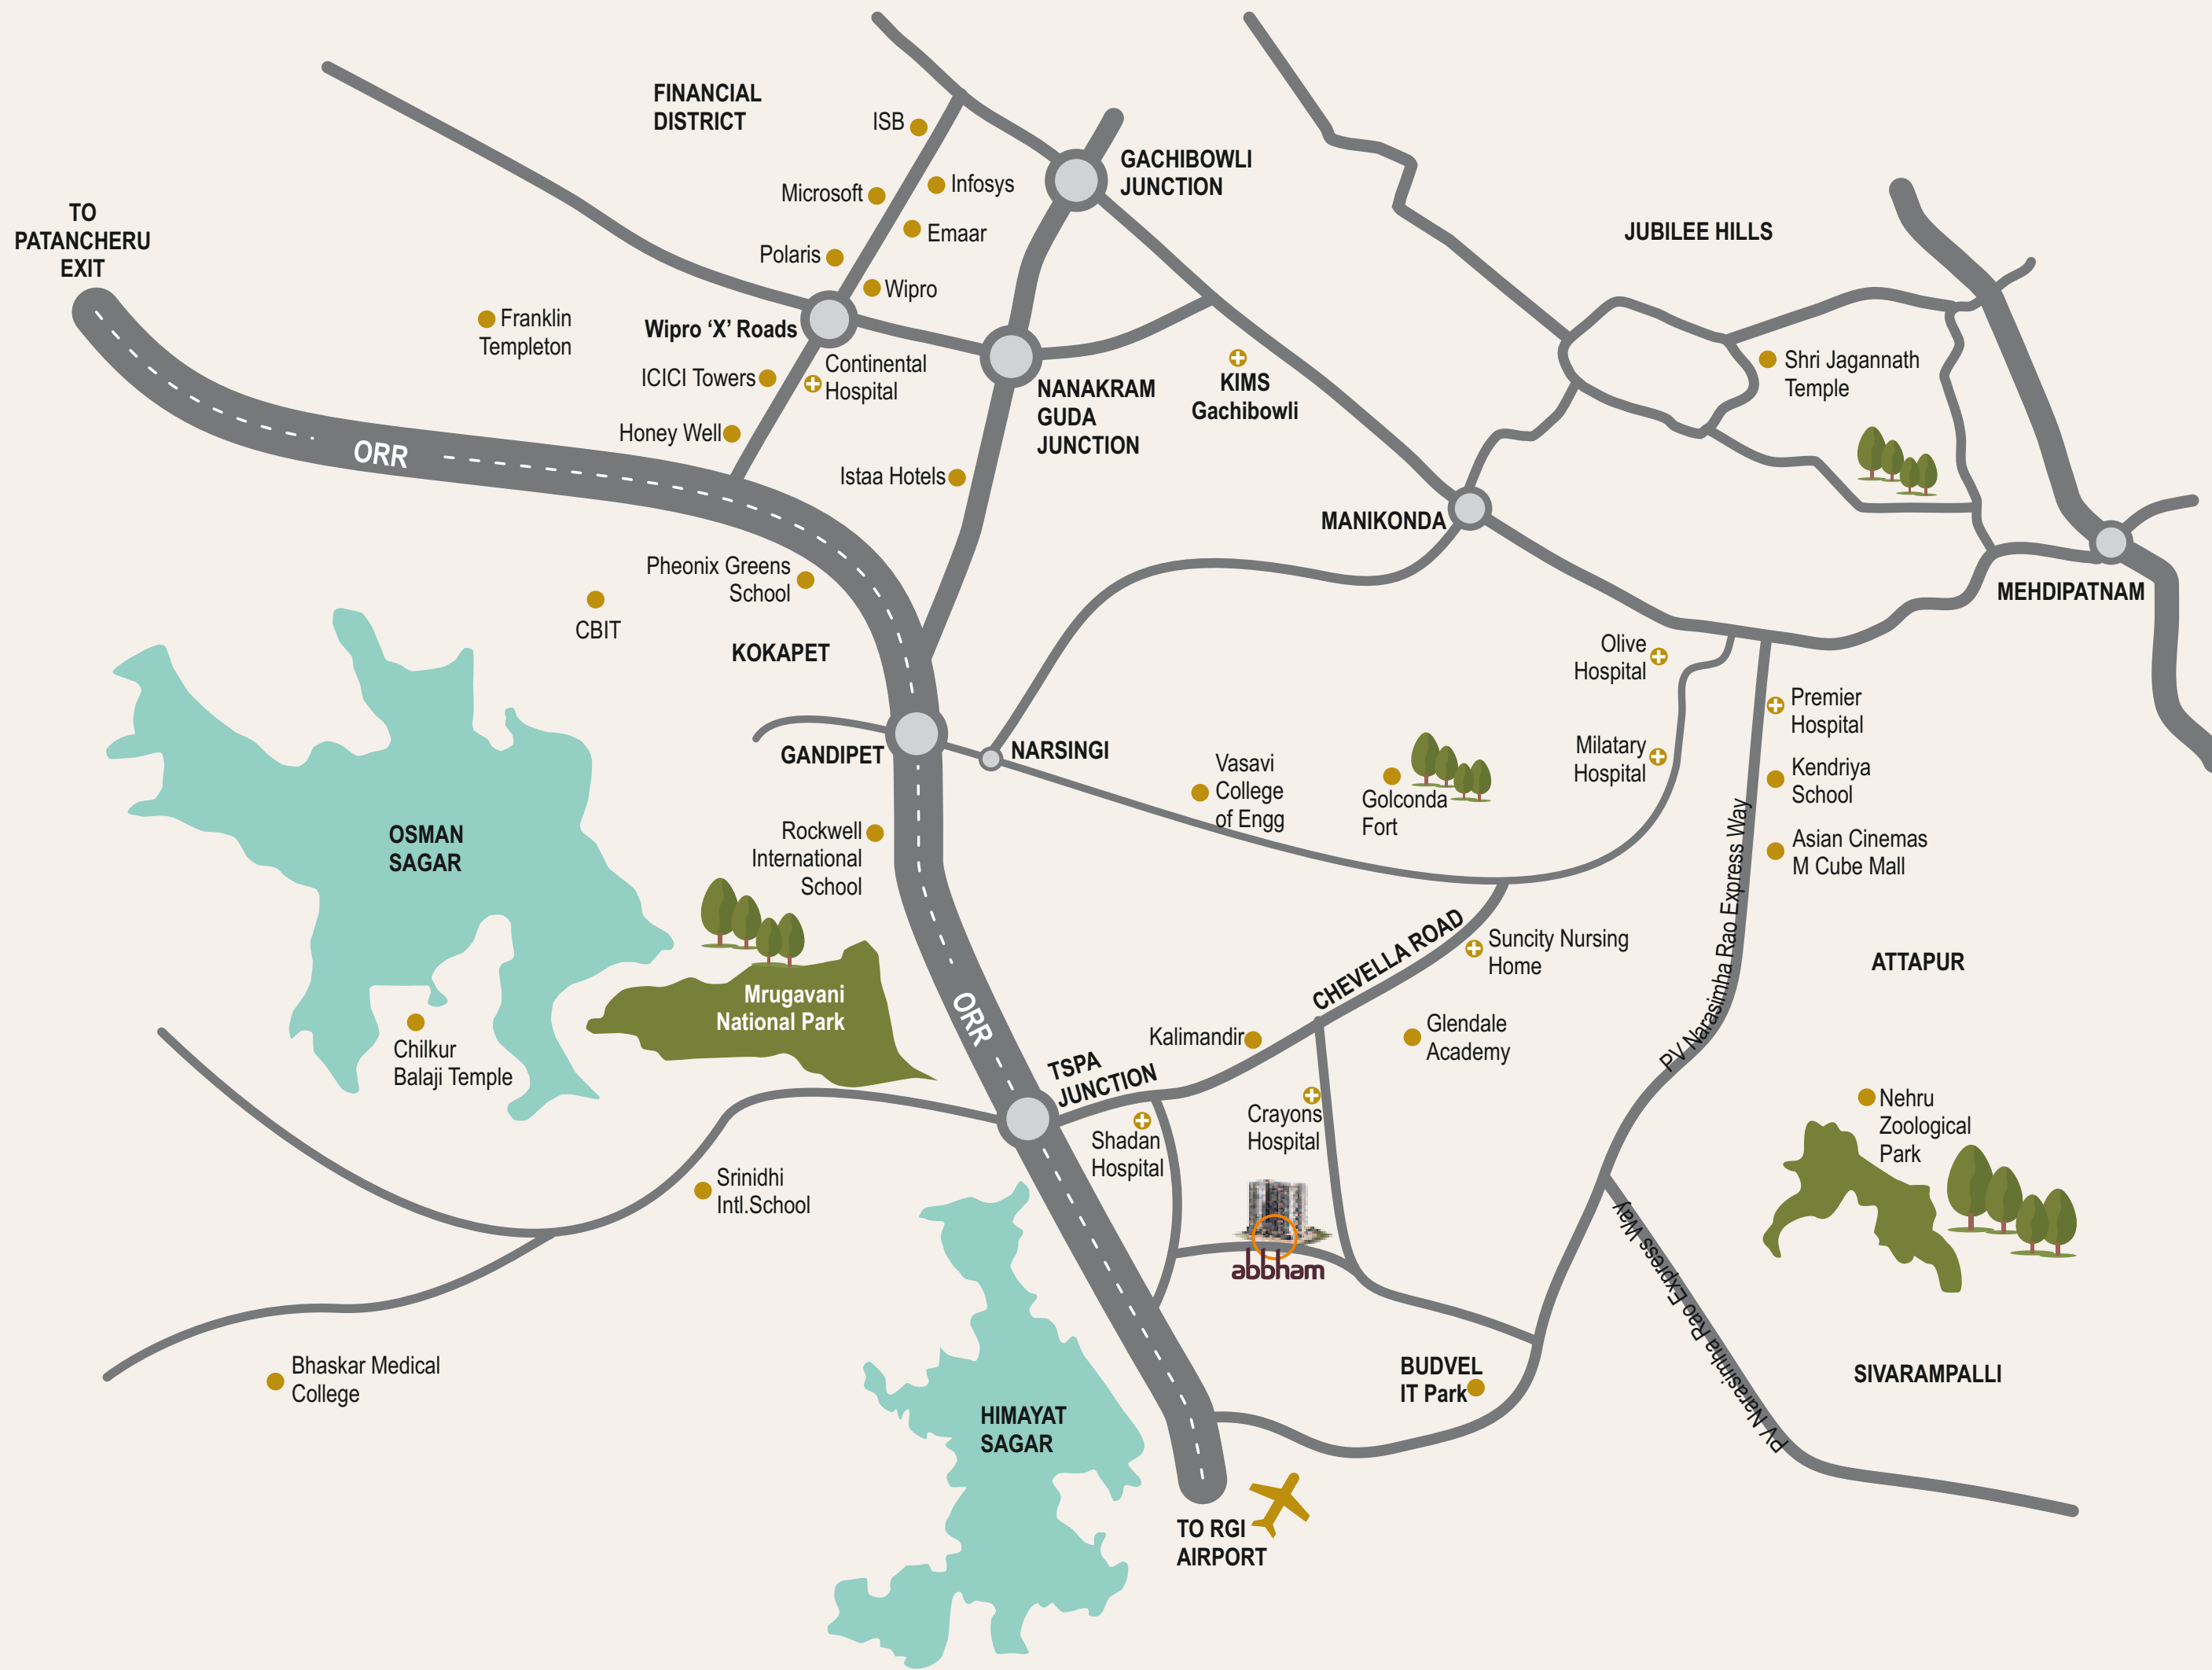 FINANCIAL
DISTRICT
ISB
Infosys
Microsoft
Emaar
Polaris
Wipro
GACHIBOWLI
JUNCTION
TO
PATANCHERU
EXIT
JUBILEE HILLS
Franklin
Templeton
Wipro ‘X’ Roads
ICICI Towers
Continental
Hospital
Honey Well
NANAKRAM
GUDA
JUNCTION
KIMS
Gachibowli
Shri Jagannath
Temple
ORR
Istaa Hotels
MANIKONDA
MEHDIPATNAM
Pheonix Greens
School
CBIT
KOKAPET
Olive
Hospital
Premier
Hospital
GANDIPET
NARSINGI
Vasavi
College
of Engg
Golconda
Fort
Milatary
Hospital
Kendriya
School
OSMAN
SAGAR
Rockwell
International
School
Asian Cinemas
M Cube Mall
PV Narasimha Rao Express Way
CHEVELLA ROAD
Suncity Nursing
Home
ATTAPUR
Mrugavani
National Park
ORR
Chilkur
Balaji Temple
Kalimandir
Glendale
Academy
TSPA
JUNCTION
Shadan
Hospital
Crayons
Hospital
Nehru
Zoological
Park
Srinidhi
Intl.School
abbham
PV Narasimha Rao Express Way
Bhaskar Medical
College
BUDVEL
IT Park
SIVARAMPALLI
HIMAYAT
SAGAR
TO RGI
AIRPORT